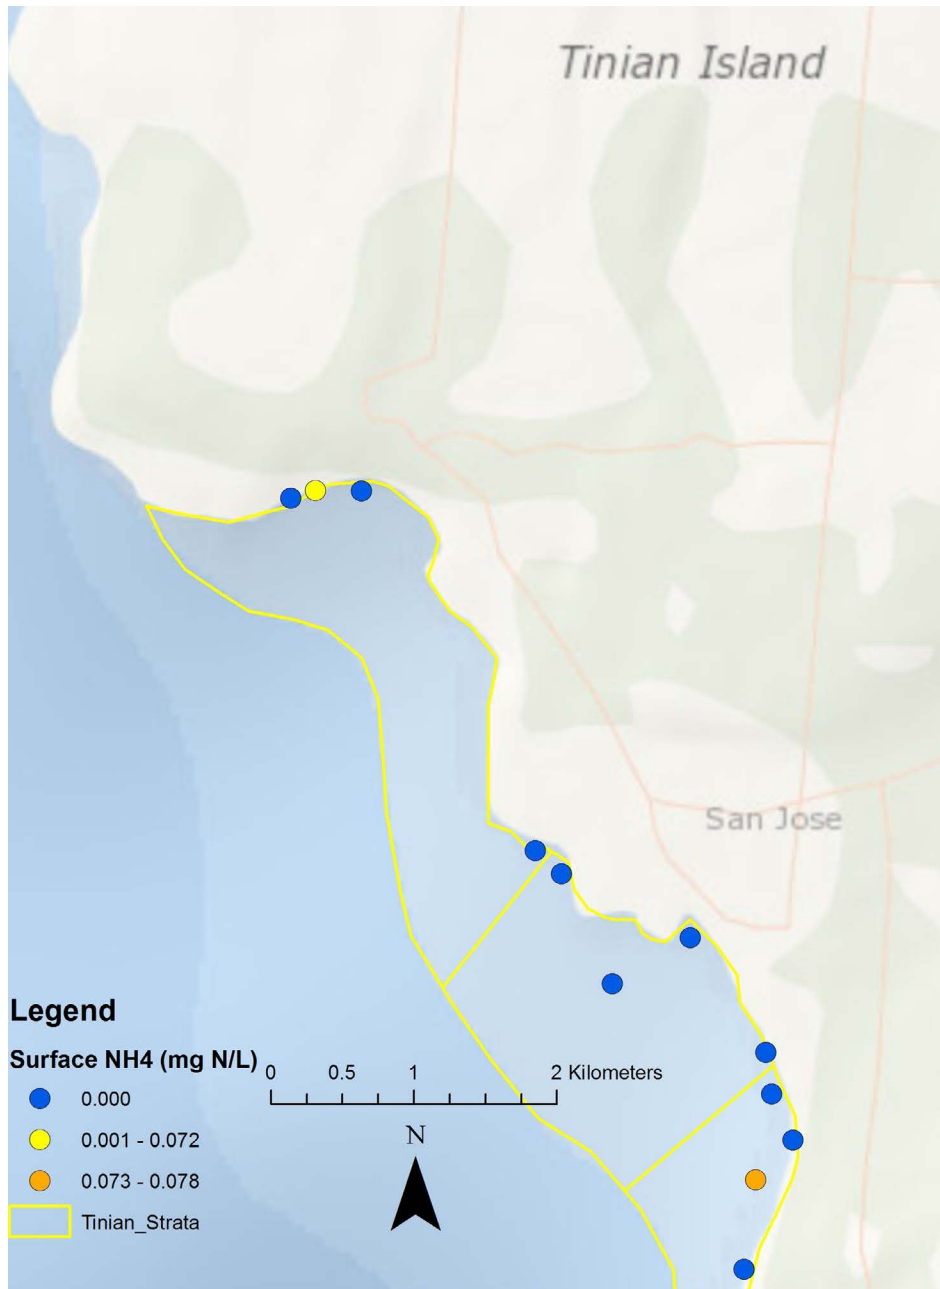 Tinian Island
San Jose
Legend
Surface NH4 (mg N/L)
0.000
0.001 - 0.072
0.073 - 0.078
Tinian_Strata
0 0.5 1 2 Kilometers
N